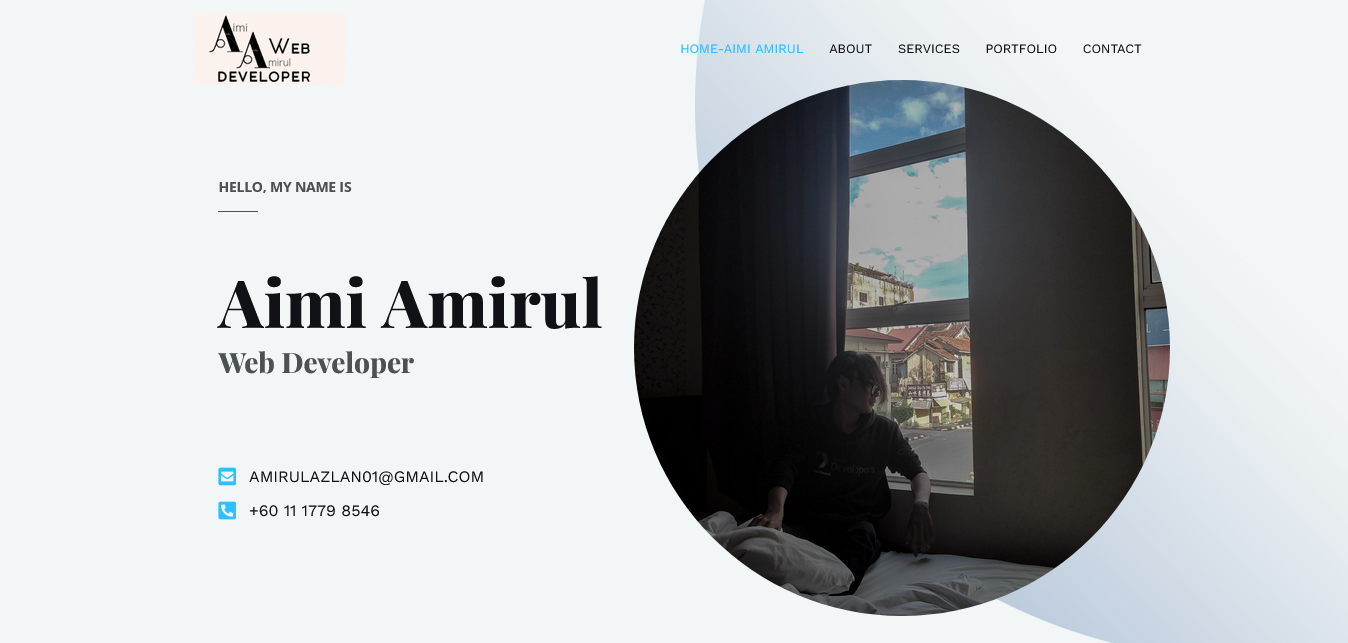 Aimi
Web
Amirul
DEVELOPER
HOME-AIMI AMIRUL
ABOUT
SERVICES
PORTFOLIO
CONTACT
HELLO, MY NAME IS
Aimi Amirul
Web Developer
AMIRULAZLAN01@GMAIL.COM
+60 11 1779 8546
Developers